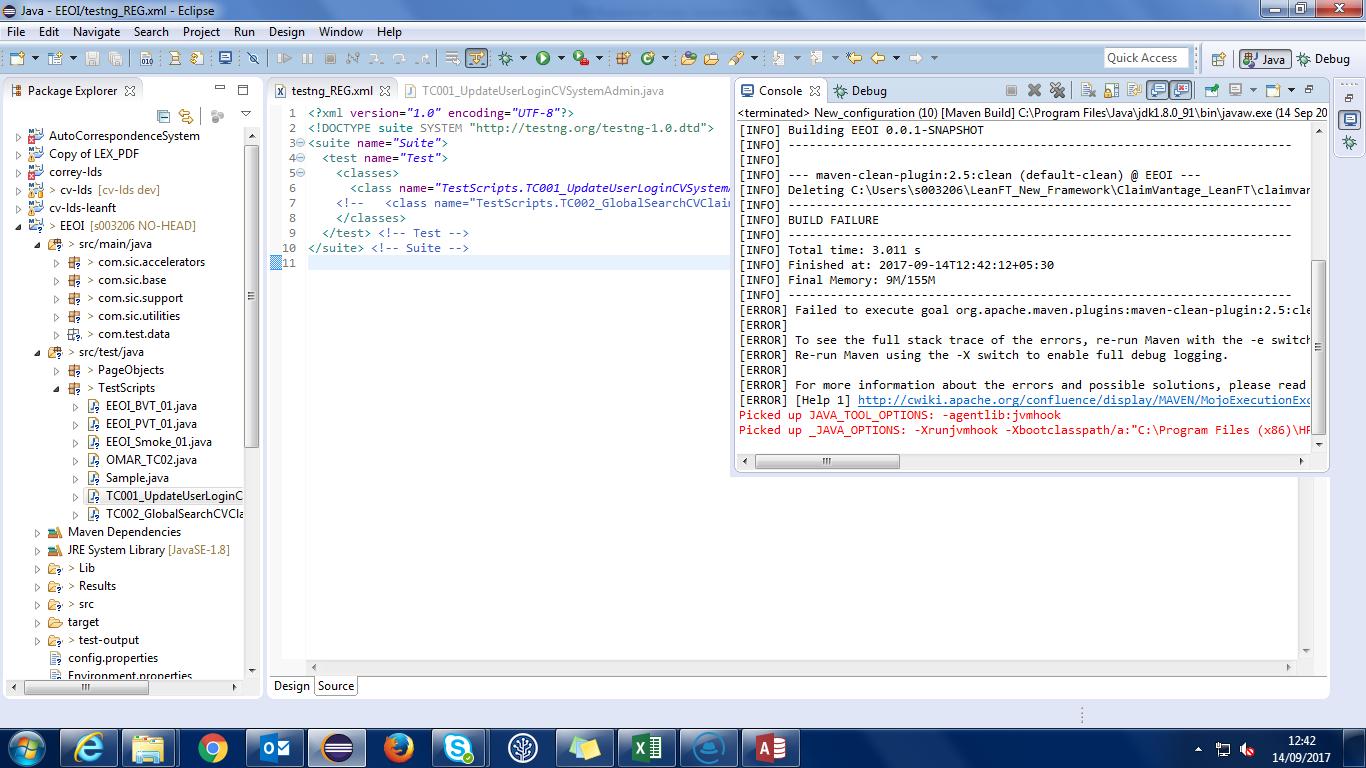 Java - EEOI/testng_REG.xml - Eclipse
File Edit Navigate Search Project Run Design Window Help
Quick Access
Java
Debug
Package Explorer
AutoCorrespondenceSystem
Copy of LEX_PDF
correy-lds
> cv-lds [cv-lds dev]
cv-lds-leanft
> EEOI [s003206 NO-HEAD]
> src/main/java
> com.sic.accelerators
> com.sic.base
> com.sic.support
> com.sic.utilities
> com.test.data
> src/test/java
> PageObjects
> TestScripts
EEOI_BVT_01.java
EEOI_PVT_01.java
EEOI_Smoke_01.java
OMAR_TC02.java
Sample.java
TC001_UpdateUserLoginC
TC002_GlobalSearchCVCla
Maven Dependencies
JRE System Library [JavaSE-1.8]
> Lib
> Results
> src
target
> test-output
config.properties
Environment.properties
testng_REG.xml
TC001_UpdateUserLoginCVSystemAdmin.java
1 <?xml version="1.0" encoding="UTF-8"?>
2 <!DOCTYPE suite SYSTEM "http://testng.org/testng-1.0.dtd">
3 <suite name="Suite">
4 <test name="Test">
5 <classes>
6 <class name="TestScripts.TC001_UpdateUserLoginCVSystemA
7 <!-- <class name="TestScripts.TC002_GlobalSearchCVClai
8 </classes>
9 </test> <!-- Test -->
10 </suite> <!-- Suite -->
11
Design Source
Console
Debug
<terminated> New_configuration (10) [Maven Build] C:\Program Files\Java\jdk1.8.0_91\bin\javaw.exe (14 Sep 20
[INFO] Building EEOI 0.0.1-SNAPSHOT
[INFO] ------------------------------------------------------------------------
[INFO]
[INFO] --- maven-clean-plugin:2.5:clean (default-clean) @ EEOI ---
[INFO] Deleting C:\Users\s003206\LeanFT_New_Framework\ClaimVantage_LeanFT\claimvan
[INFO] ------------------------------------------------------------------------
[INFO] BUILD FAILURE
[INFO] ------------------------------------------------------------------------
[INFO] Total time: 3.011 s
[INFO] Finished at: 2017-09-14T12:42:12+05:30
[INFO] Final Memory: 9M/155M
[INFO] ------------------------------------------------------------------------
[ERROR] Failed to execute goal org.apache.maven.plugins:maven-clean-plugin:2.5:cle
[ERROR]
[ERROR] To see the full stack trace of the errors, re-run Maven with the -e switch
[ERROR] Re-run Maven using the -X switch to enable full debug logging.
[ERROR]
[ERROR] For more information about the errors and possible solutions, please read
[ERROR] [Help 1] http://cwiki.apache.org/confluence/display/MAVEN/MojoExecutionExc
Picked up JAVA_TOOL_OPTIONS: -agentlib:jvmhook
Picked up _JAVA_OPTIONS: -Xrunjvmhook -Xbootclasspath/a:"C:\Program Files (x86)\HP
12:42
14/09/2017